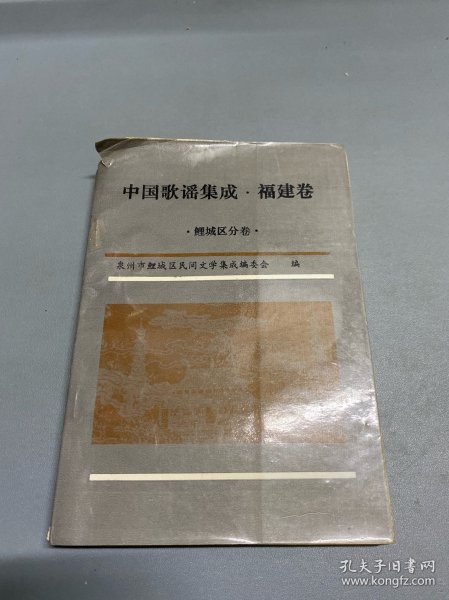 中国歌谣集成·福建卷
·鲤城区分卷·
泉州市鲤城区民间文学集成编委会 编
孔夫子旧书网
www.kongfz.com